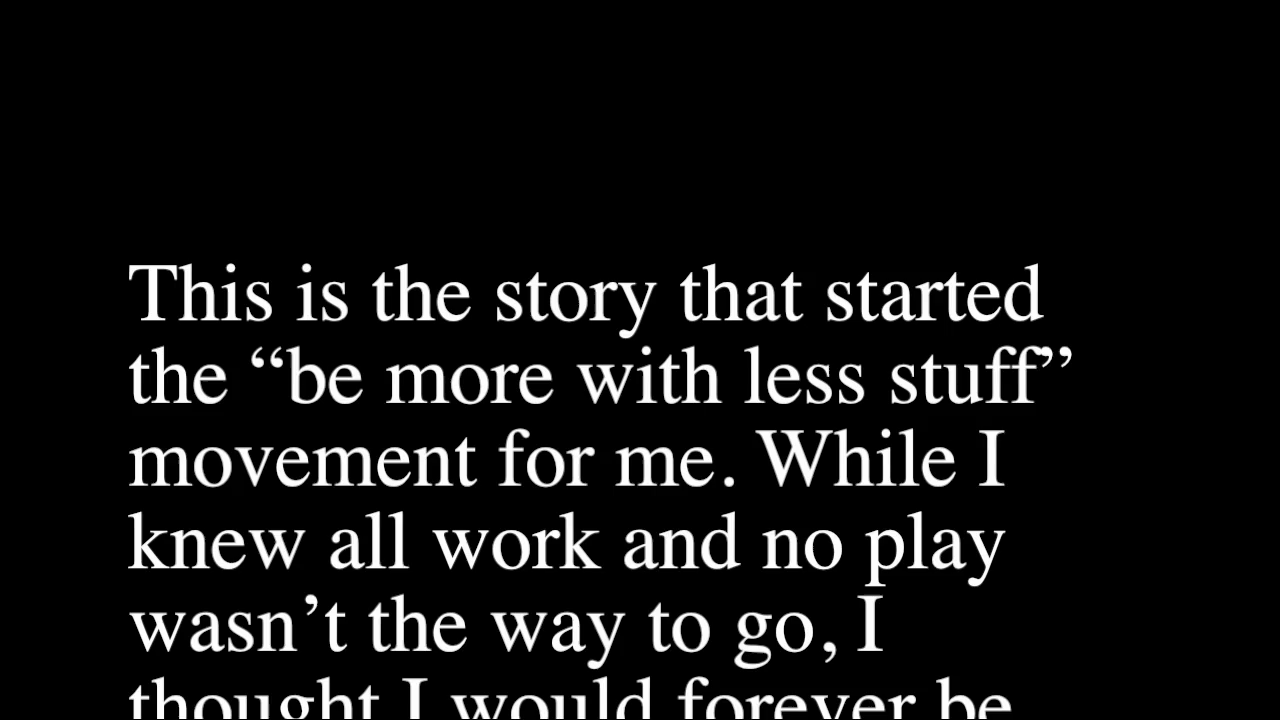 This is the story that started
the “be more with less stuff”
movement for me. While I
knew all work and no play
wasn’t the way to go, I
thought I would forever be